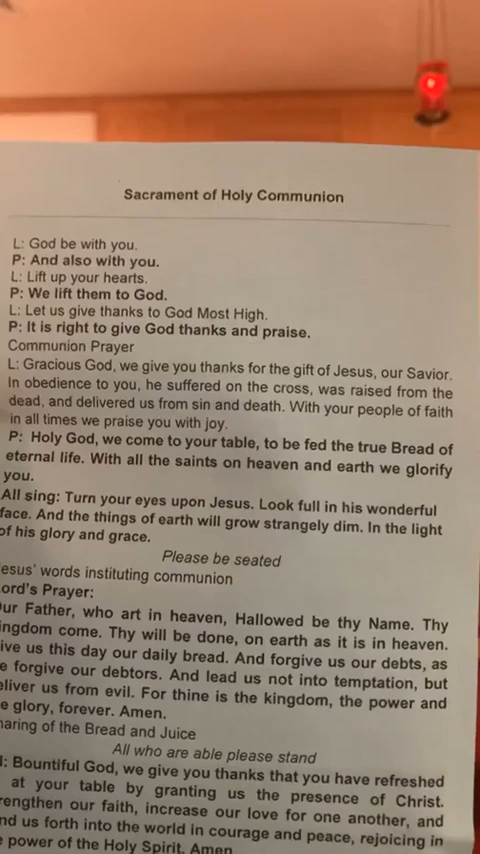 Sacrament of Holy Communion
L: God be with you.
P: And also with you.
L: Lift up your hearts.
P: We lift them to God.
L: Let us give thanks to God Most High.
P: It is right to give God thanks and praise.
Communion Prayer
L: Gracious God, we give you thanks for the gift of Jesus, our Savior.
In obedience to you, he suffered on the cross, was raised from the
dead, and delivered us from sin and death. With your people of faith
in all times we praise you with joy.
P: Holy God, we come to your table, to be fed the true Bread of
eternal life. With all the saints on heaven and earth we glorify
you.
All sing: Turn your eyes upon Jesus. Look full in his wonderful
face. And the things of earth will grow strangely dim. In the light
of his glory and grace.
Please be seated
esus' words instituting communion
ord's Prayer:
ur Father, who art in heaven, Hallowed be thy Name. Thy
ingdom come. Thy will be done, on earth as it is in heaven.
ive us this day our daily bread. And forgive us our debts, as
e forgive our debtors. And lead us not into temptation, but
eliver us from evil. For thine is the kingdom, the power and
e glory, forever. Amen.
haring of the Bread and Juice
All who are able please stand
l: Bountiful God, we give you thanks that you have refreshed
at your table by granting us the presence of Christ.
rengthen our faith, increase our love for one another, and
nd us forth into the world in courage and peace, rejoicing in
e power of the Holy Spirit. Amen